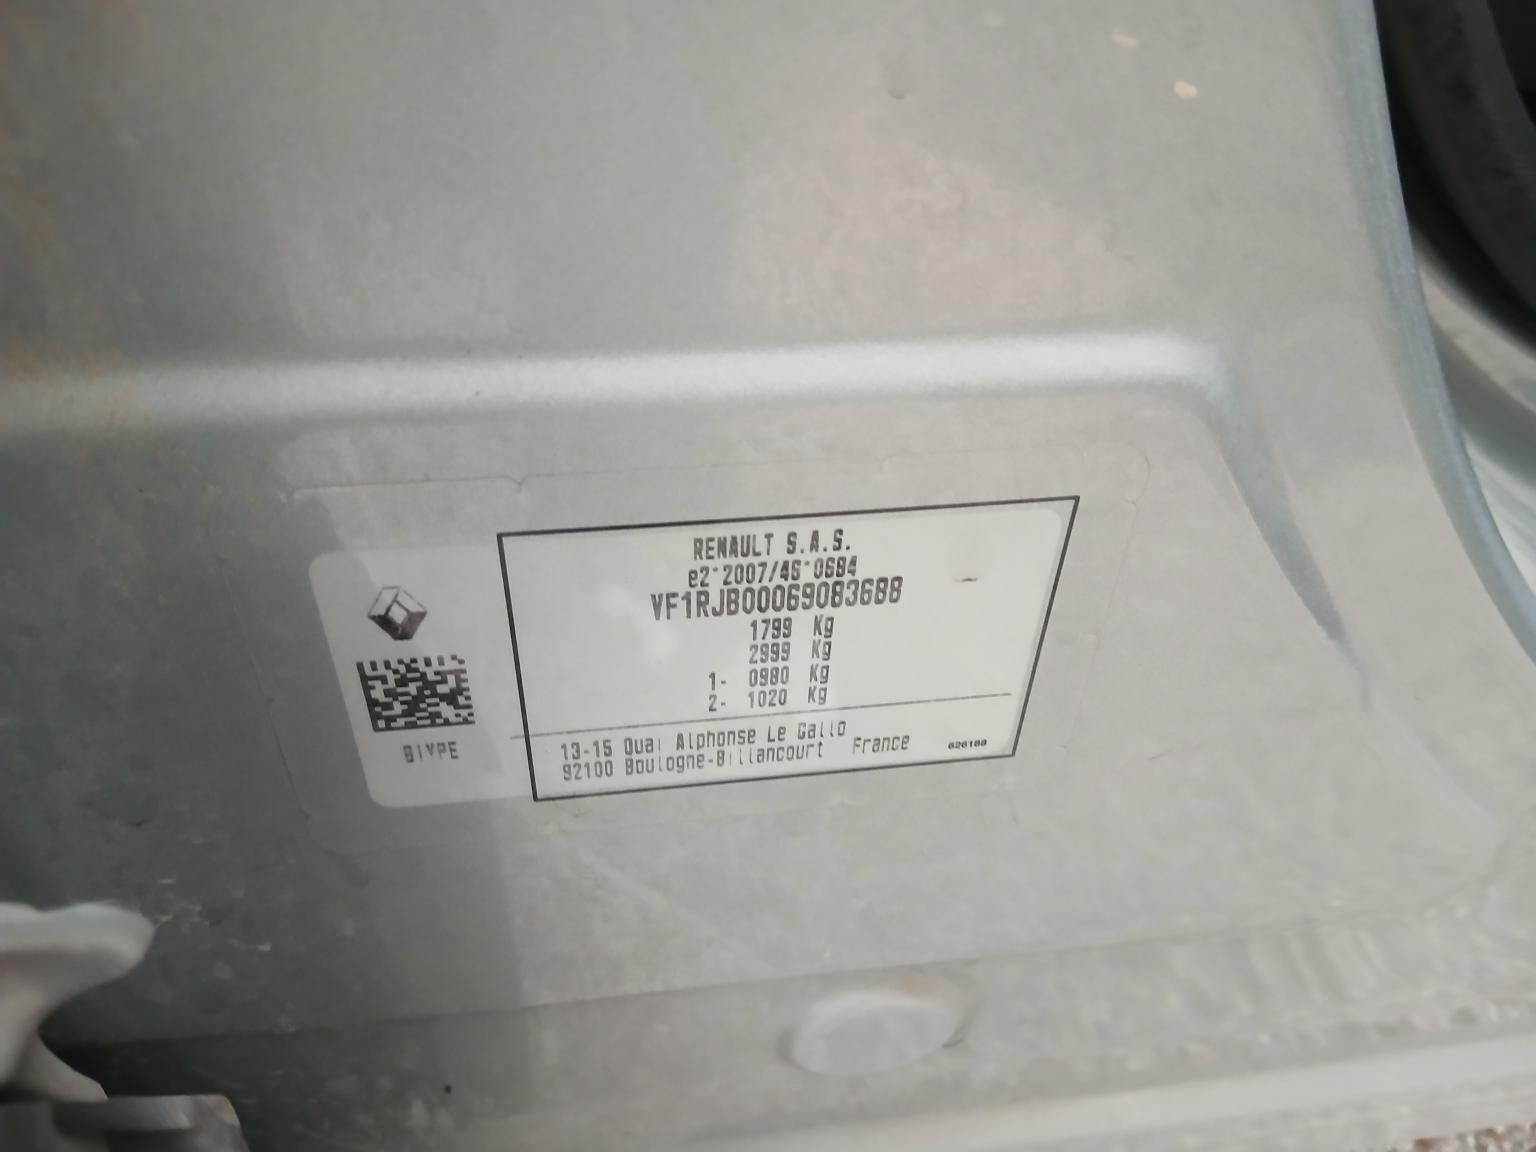 RENAULT S.A.S.
e2*2007/46*0684
VF1RJB00069083688
1799 Kg
2999 Kg
1- 0980 Kg
2- 1020 Kg
13-15 Quai Alphonse Le Gallo
92100 Boulogne-Billancourt France
626189